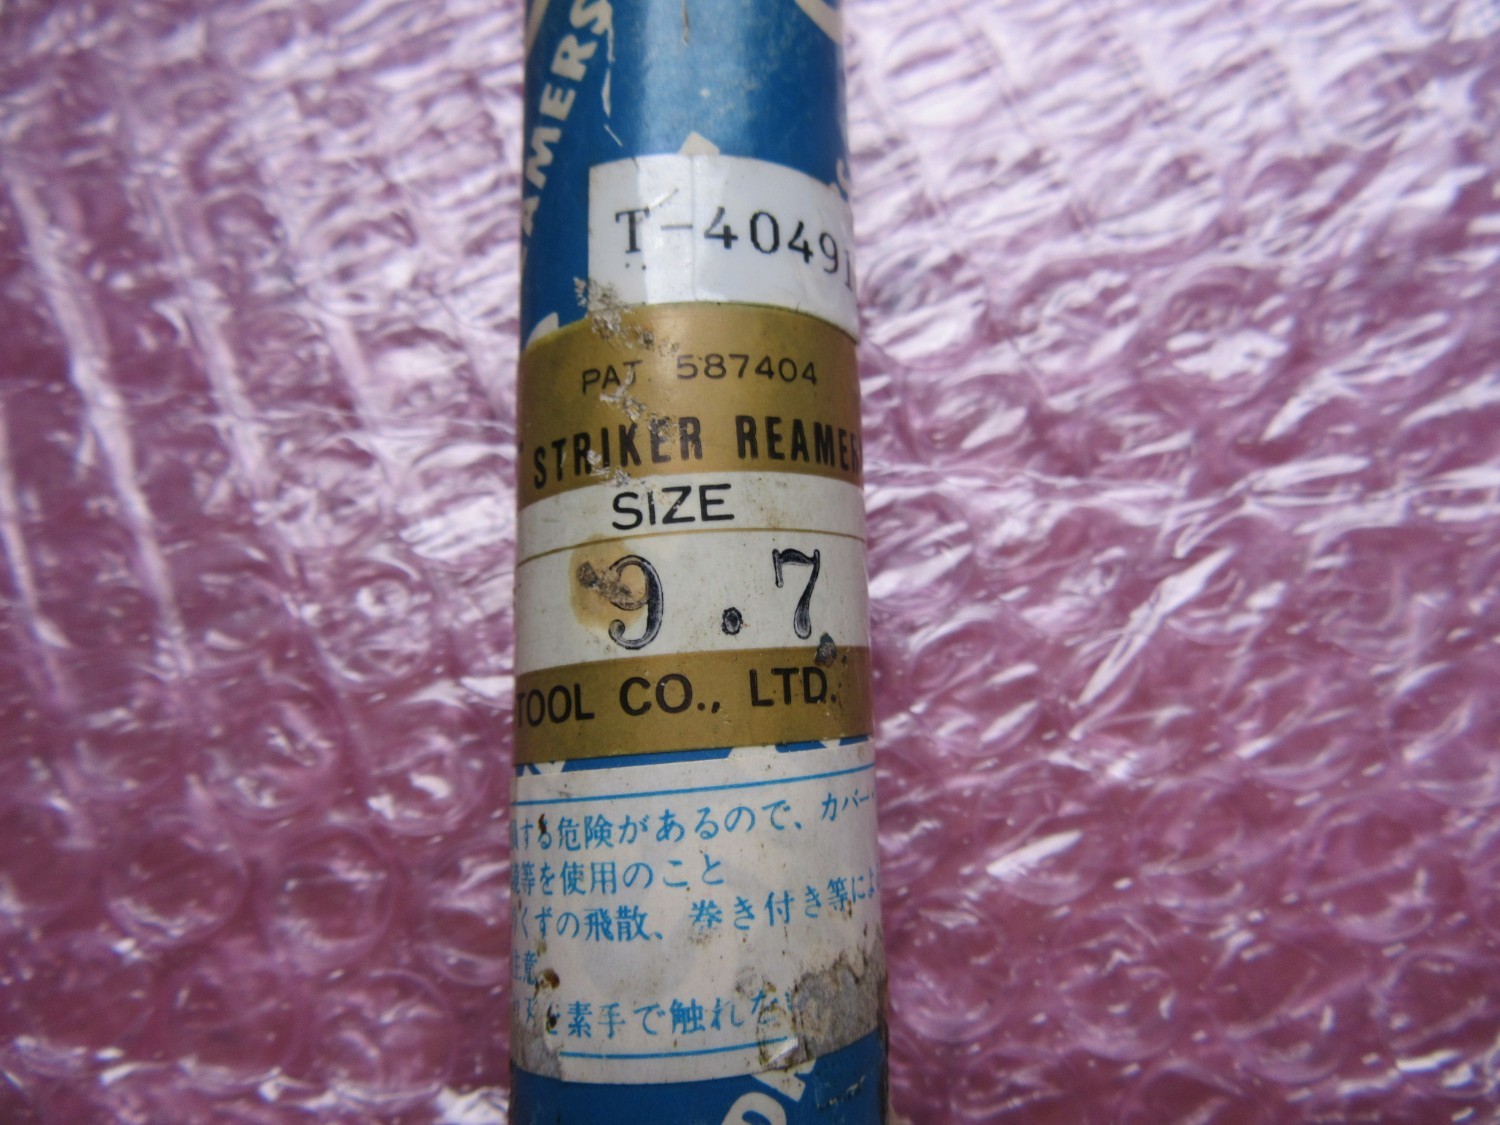 T-4049
PAT 587404
STRIKER REAMER
SIZE
9.7
TOOL CO., LTD.
する危険があるので、カバー
等を使用のこと
くずの飛散、巻き付き等によ
注意
素手で触れな